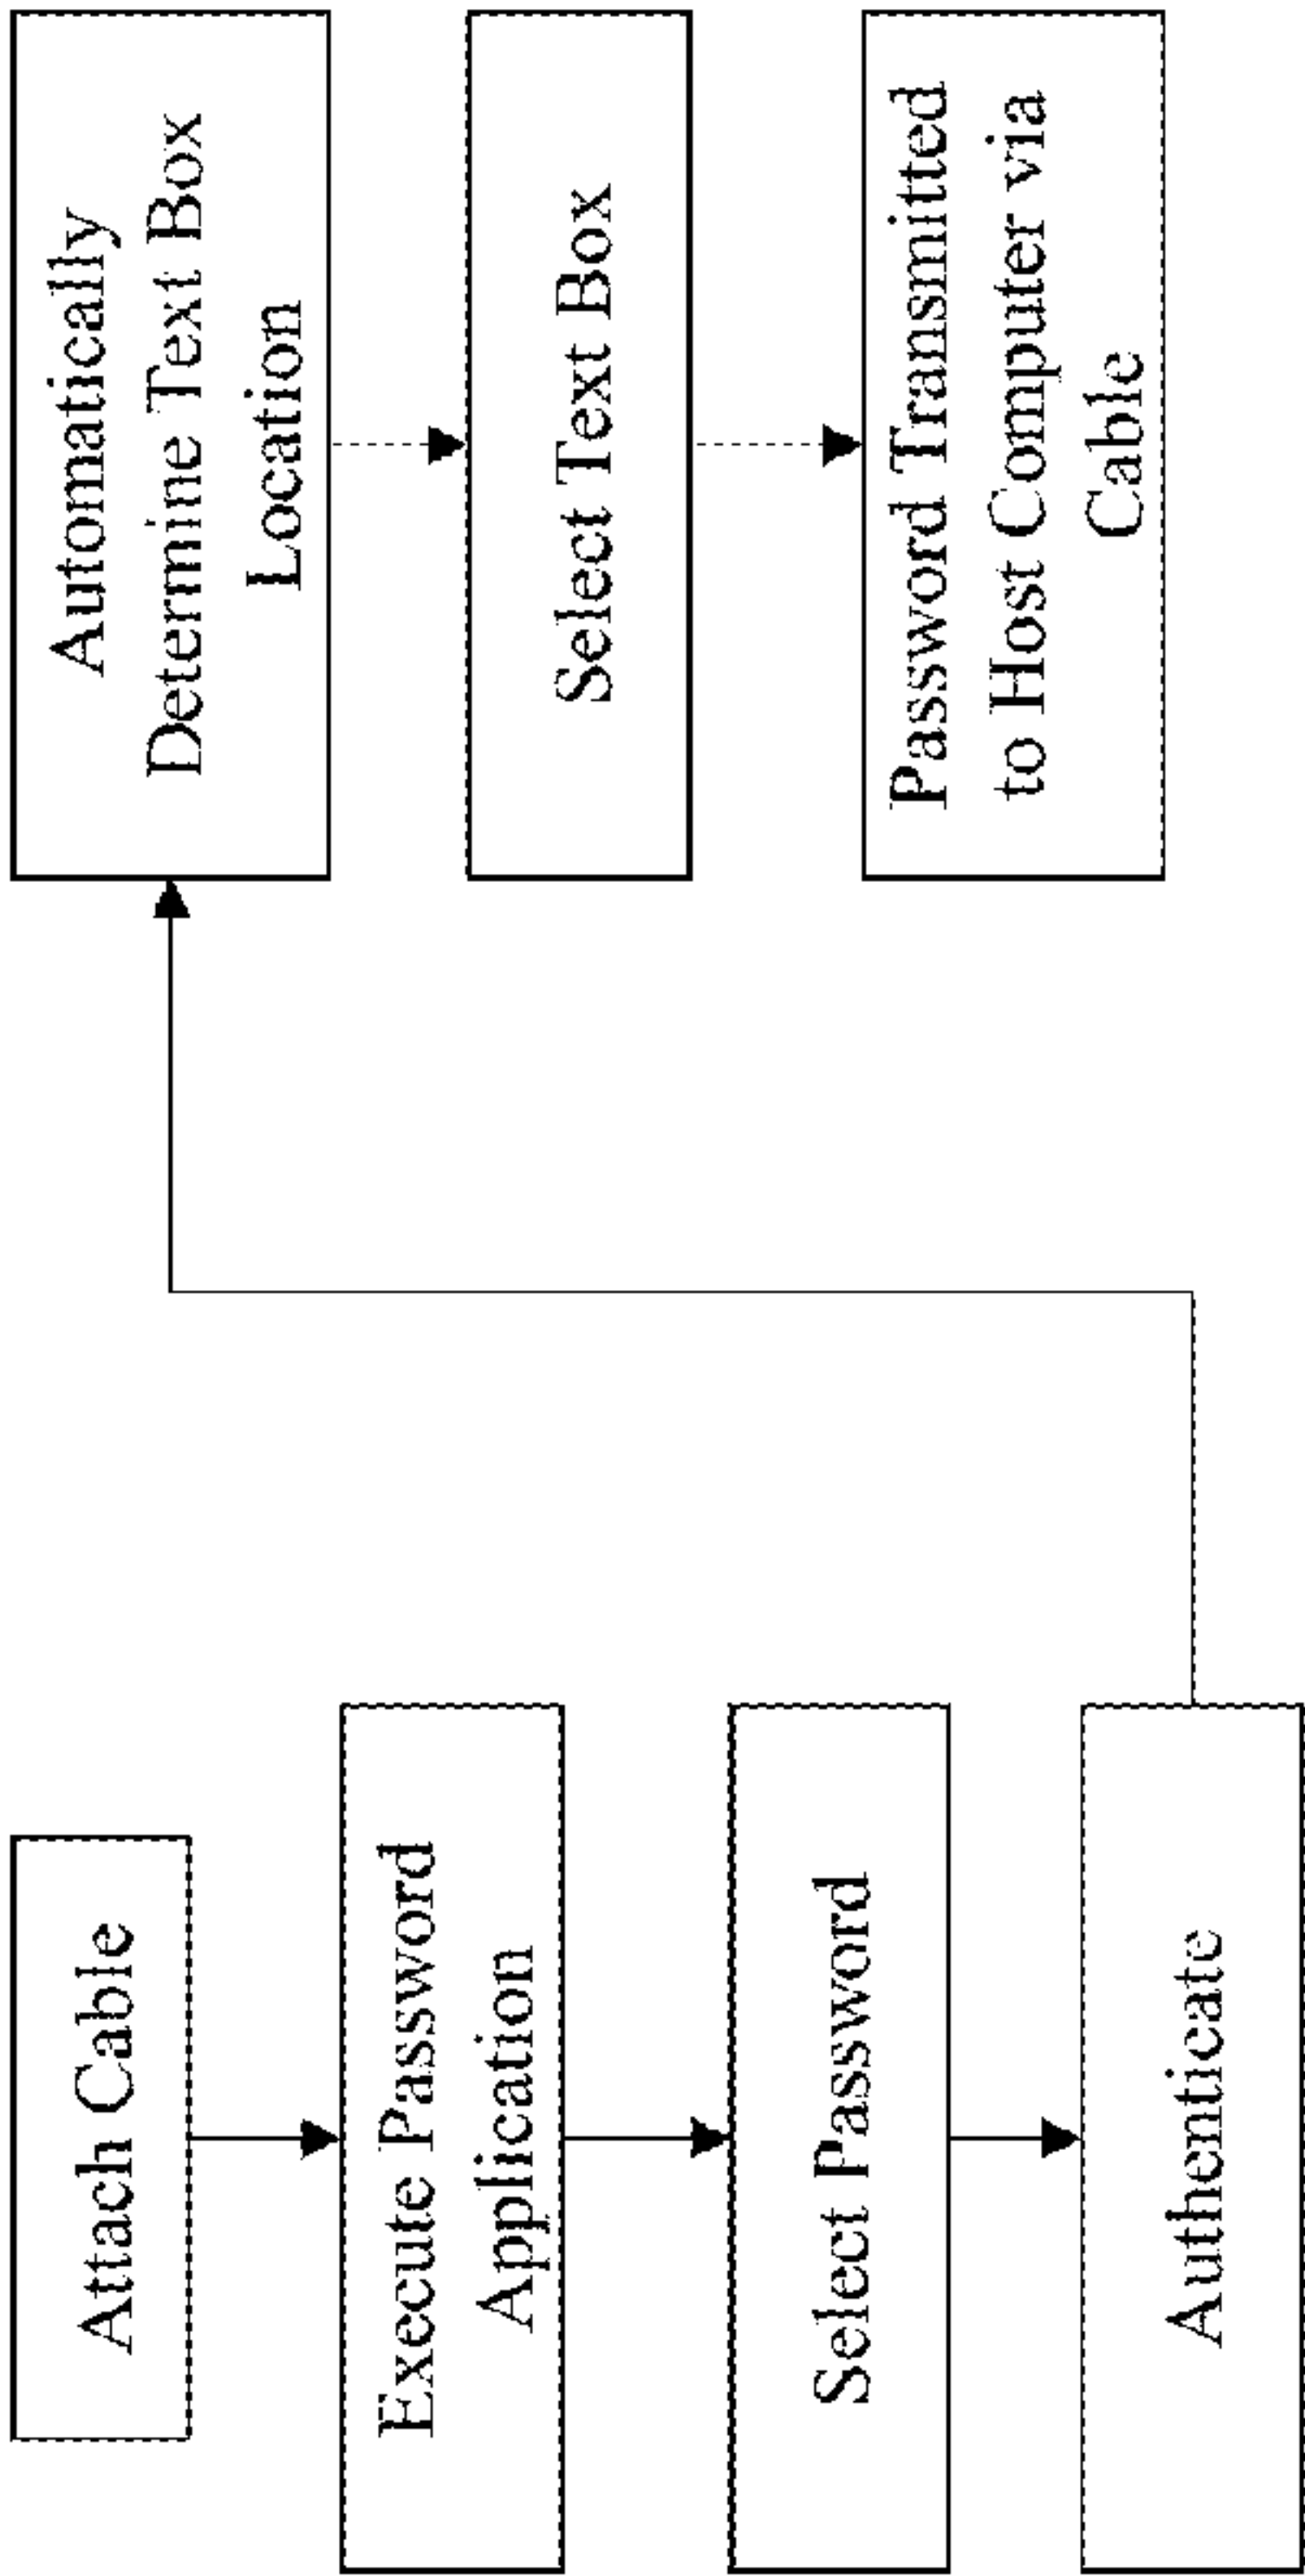 Attach Cable
Execute Password
Application
Select Password
Authenticate
Automatically
Determine Text Box
Location
Select Text Box
Password Transmitted
to Host Computer via
Cable